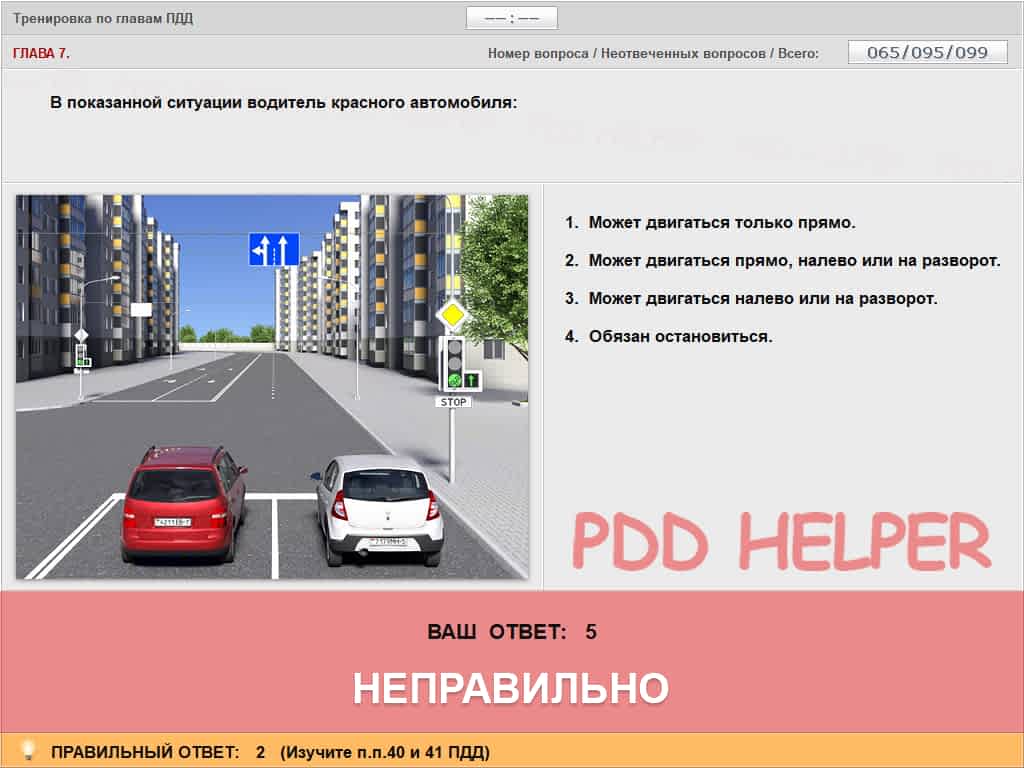 Тренировка по главам ПДД
—— : ——
ГЛАВА 7.
Номер вопроса / Неотвеченных вопросов / Всего:
065/095/099
В показанной ситуации водитель красного автомобиля:
1. Может двигаться только прямо.
2. Может двигаться прямо, налево или на разворот.
3. Может двигаться налево или на разворот.
4. Обязан остановиться.
STOP
PDD HELPER
ВАШ ОТВЕТ: 5
НЕПРАВИЛЬНО
ПРАВИЛЬНЫЙ ОТВЕТ: 2 (Изучите п.п.40 и 41 ПДД)